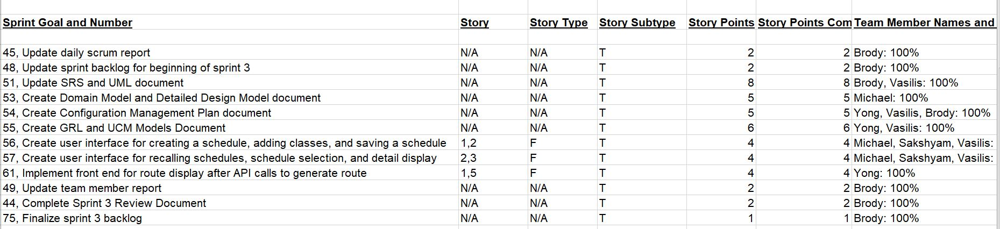 Sprint Goal and Number Story Story Type Story Subtype Story Points Story Points Com Team Member Names and
45, Update daily scrum report N/A N/A T 2 2 Brody: 100%
48, Update sprint backlog for beginning of sprint 3 N/A N/A T 2 2 Brody: 100%
51, Update SRS and UML document N/A N/A T 8 8 Brody, Vasilis: 100%
53, Create Domain Model and Detailed Design Model document N/A N/A T 5 5 Michael: 100%
54, Create Configuration Management Plan document N/A N/A T 5 5 Yong, Vasilis, Brody: 100%
55, Create GRL and UCM Models Document N/A N/A T 6 6 Yong, Vasilis: 100%
56, Create user interface for creating a schedule, adding classes, and saving a schedule 1,2 F T 4 4 Michael, Sakshyam, Vasilis:
57, Create user interface for recalling schedules, schedule selection, and detail display 2,3 F T 4 4 Michael, Sakshyam, Vasilis:
61, Implement front end for route display after API calls to generate route 1,5 F T 4 4 Yong: 100%
49, Update team member report N/A N/A T 2 2 Brody: 100%
44, Complete Sprint 3 Review Document N/A N/A T 2 2 Brody: 100%
75, Finalize sprint 3 backlog N/A N/A T 1 1 Brody: 100%